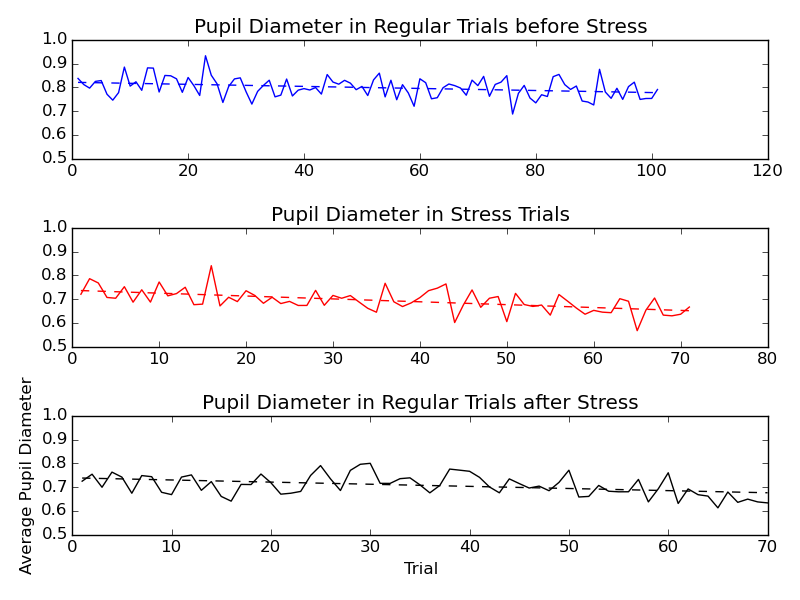 Pupil Diameter in Regular Trials before Stress
1.0
0.9
0.8
0.7
0.6
0.5
0 20 40 60 80 100 120
Pupil Diameter in Stress Trials
1.0
0.9
0.8
0.7
0.6
0.5
0 10 20 30 40 50 60 70 80
Pupil Diameter in Regular Trials after Stress
1.0
0.9
0.8
0.7
0.6
0.5
0 10 20 30 40 50 60 70
Average Pupil Diameter
Trial